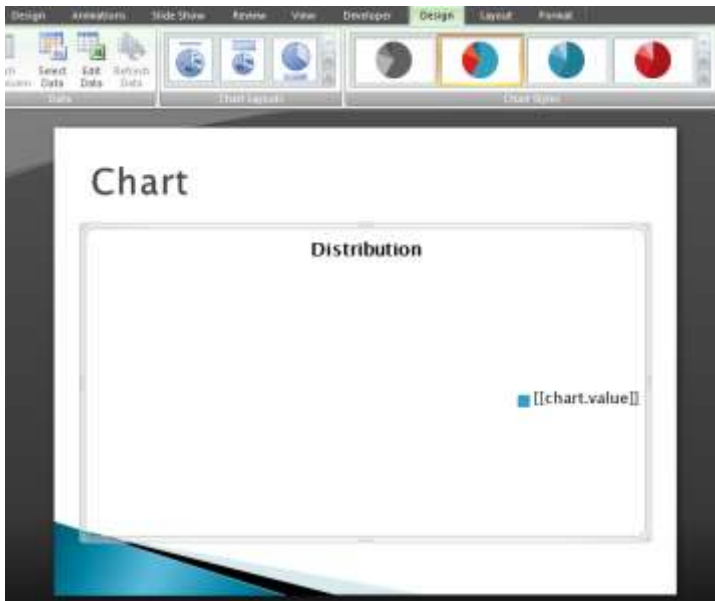 Design Animations Slide Show Review View Developer Design Layout Format
Select Edit Refresh
Data Data Data
Data Chart Layouts Chart Styles
Chart
Distribution
[[chart.value]]